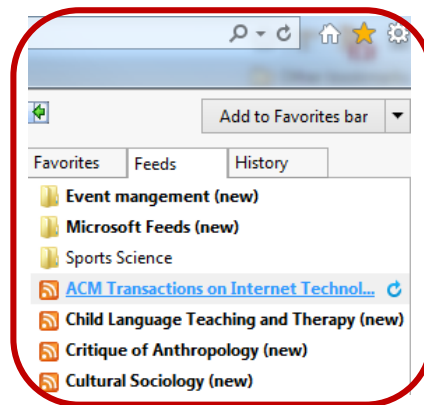 Add to Favorites bar
Favorites Feeds History
Event mangement (new)
Microsoft Feeds (new)
Sports Science
ACM Transactions on Internet Technol...
Child Language Teaching and Therapy (new)
Critique of Anthropology (new)
Cultural Sociology (new)